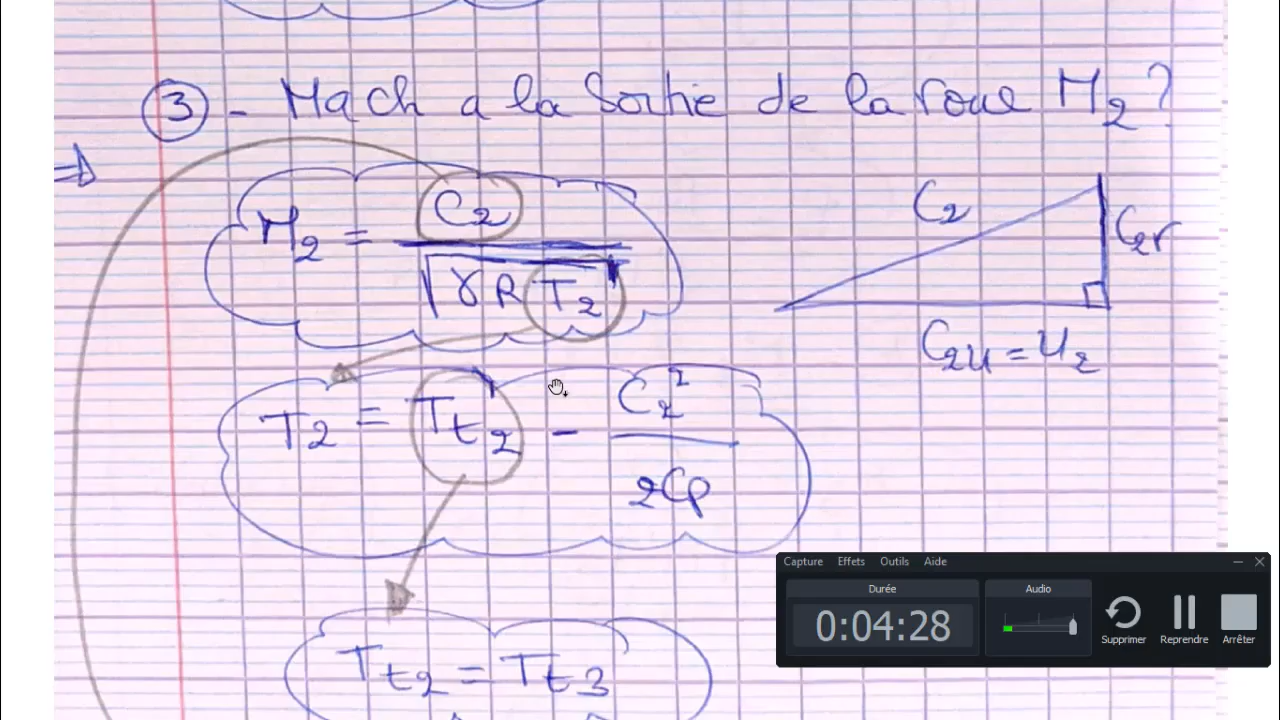 ③ - Mach a la Sortie de la roue M₂?
⇒
M₂ = C₂ / √(γ R T₂)
C₂
C₂r
C₂u = U₂
T₂ = Tt₂ - C₂² / 2Cp
Tt₂ = Tt₃
Capture Effets Outils Aide
Durée
Audio
0:04:28
Supprimer
Reprendre
Arrêter